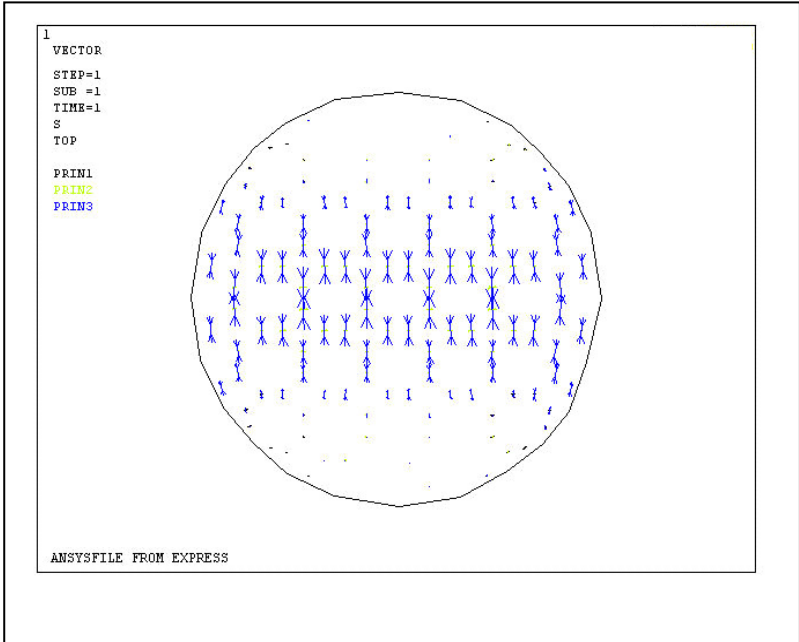 1
VECTOR
STEP=1
SUB =1
TIME=1
S
TOP
PRIN1
PRIN2
PRIN3
ANSYSFILE FROM EXPRESS